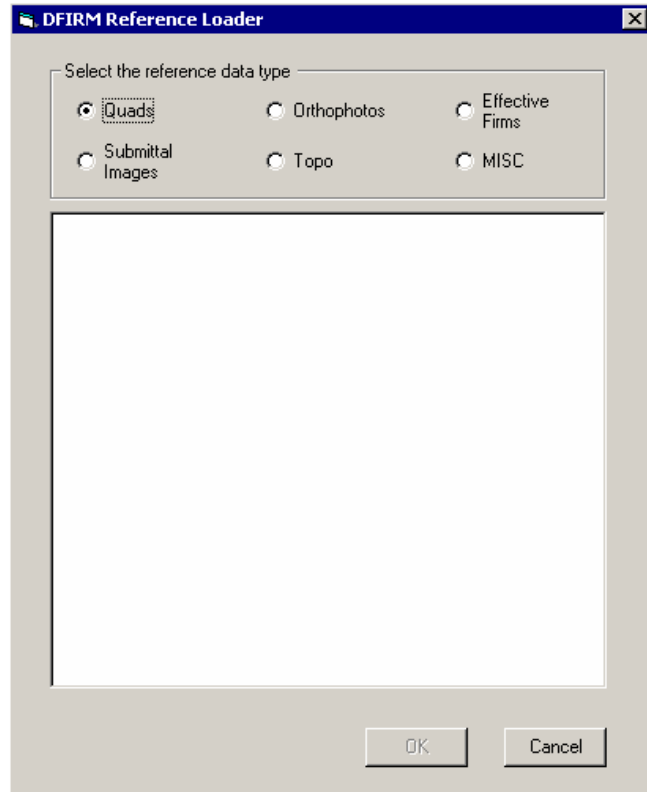 DFIRM Reference Loader
Select the reference data type
Quads
Orthophotos
Effective
Firms
Submittal
Images
Topo
MISC
OK
Cancel